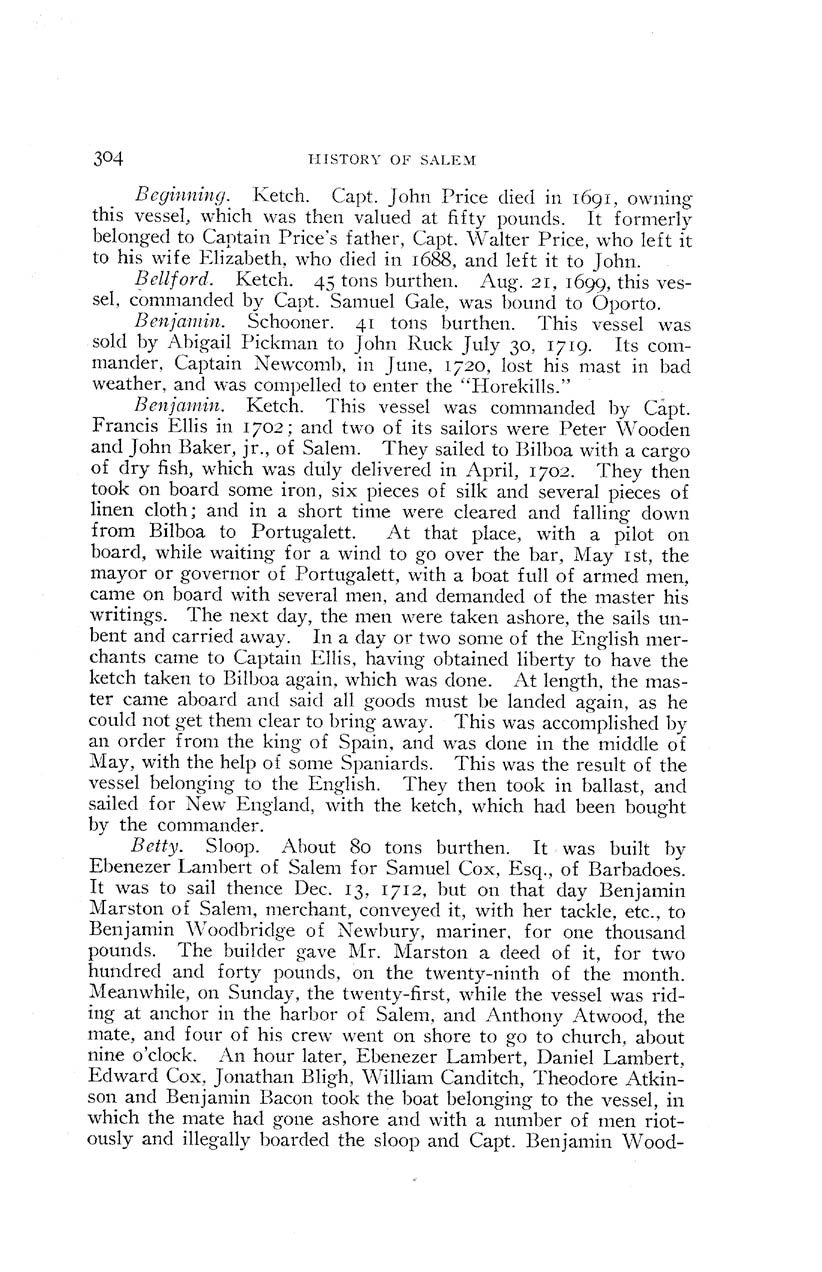 304 HISTORY OF SALEM
Beginning. Ketch. Capt. John Price died in 1691, owning
this vessel, which was then valued at fifty pounds. It formerly
belonged to Captain Price's father, Capt. Walter Price, who left it
to his wife Elizabeth, who died in 1688, and left it to John.
Bellford. Ketch. 45 tons burthen. Aug. 21, 1699, this ves-
sel, commanded by Capt. Samuel Gale, was bound to Oporto.
Benjamin. Schooner. 41 tons burthen. This vessel was
sold by Abigail Pickman to John Ruck July 30, 1719. Its com-
mander, Captain Newcomb, in June, 1720, lost his mast in bad
weather, and was compelled to enter the "Horekills."
Benjamin. Ketch. This vessel was commanded by Capt.
Francis Ellis in 1702; and two of its sailors were Peter Wooden
and John Baker, jr., of Salem. They sailed to Bilboa with a cargo
of dry fish, which was duly delivered in April, 1702. They then
took on board some iron, six pieces of silk and several pieces of
linen cloth; and in a short time were cleared and falling down
from Bilboa to Portugalett. At that place, with a pilot on
board, while waiting for a wind to go over the bar, May 1st, the
mayor or governor of Portugalett, with a boat full of armed men,
came on board with several men, and demanded of the master his
writings. The next day, the men were taken ashore, the sails un-
bent and carried away. In a day or two some of the English mer-
chants came to Captain Ellis, having obtained liberty to have the
ketch taken to Bilboa again, which was done. At length, the mas-
ter came aboard and said all goods must be landed again, as he
could not get them clear to bring away. This was accomplished by
an order from the king of Spain, and was done in the middle of
May, with the help of some Spaniards. This was the result of the
vessel belonging to the English. They then took in ballast, and
sailed for New England, with the ketch, which had been bought
by the commander.
Betty. Sloop. About 80 tons burthen. It was built by
Ebenezer Lambert of Salem for Samuel Cox, Esq., of Barbadoes.
It was to sail thence Dec. 13, 1712, but on that day Benjamin
Marston of Salem, merchant, conveyed it, with her tackle, etc., to
Benjamin Woodbridge of Newbury, mariner, for one thousand
pounds. The builder gave Mr. Marston a deed of it, for two
hundred and forty pounds, on the twenty-ninth of the month.
Meanwhile, on Sunday, the twenty-first, while the vessel was rid-
ing at anchor in the harbor of Salem, and Anthony Atwood, the
mate, and four of his crew went on shore to go to church, about
nine o'clock. An hour later, Ebenezer Lambert, Daniel Lambert,
Edward Cox, Jonathan Bligh, William Canditch, Theodore Atkin-
son and Benjamin Bacon took the boat belonging to the vessel, in
which the mate had gone ashore and with a number of men riot-
ously and illegally boarded the sloop and Capt. Benjamin Wood-